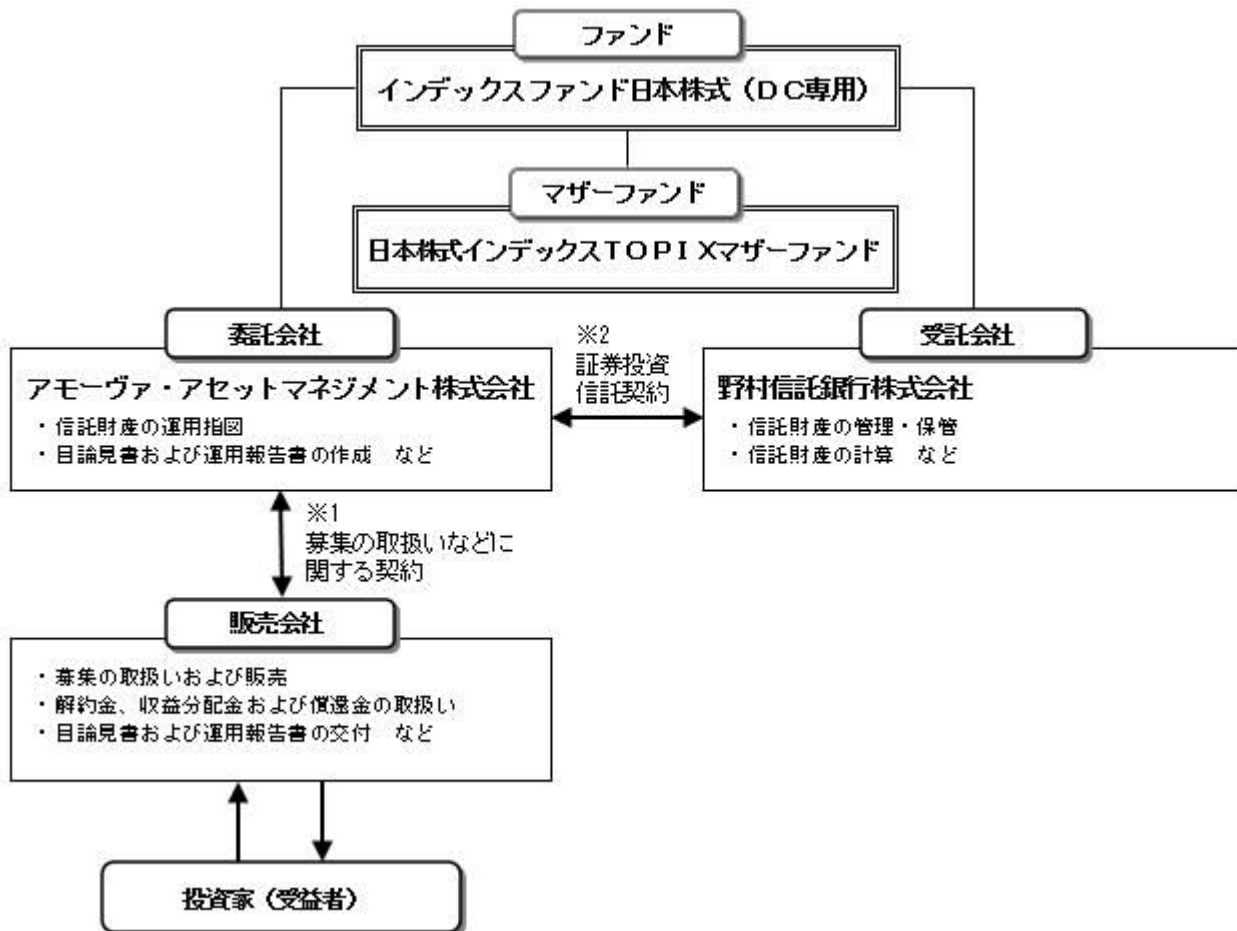 ファンド
インデックスファンド日本株式（DC専用）
マザーファンド
日本株式インデックスTOPIXマザーファンド
委託会社
アモーヴァ・アセットマネジメント株式会社
・信託財産の運用指図
・目論見書および運用報告書の作成　など
※2
証券投資
信託契約
受託会社
野村信託銀行株式会社
・信託財産の管理・保管
・信託財産の計算　など
※1
募集の取扱いなどに
関する契約
販売会社
・募集の取扱いおよび販売
・解約金、収益分配金および償還金の取扱い
・目論見書および運用報告書の交付　など
投資家（受益者）